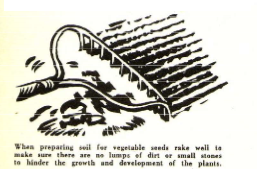 When preparing soil for vegetable seeds rake well to
make sure there are no lumps of dirt or small stones
to hinder the growth and development of the plants.